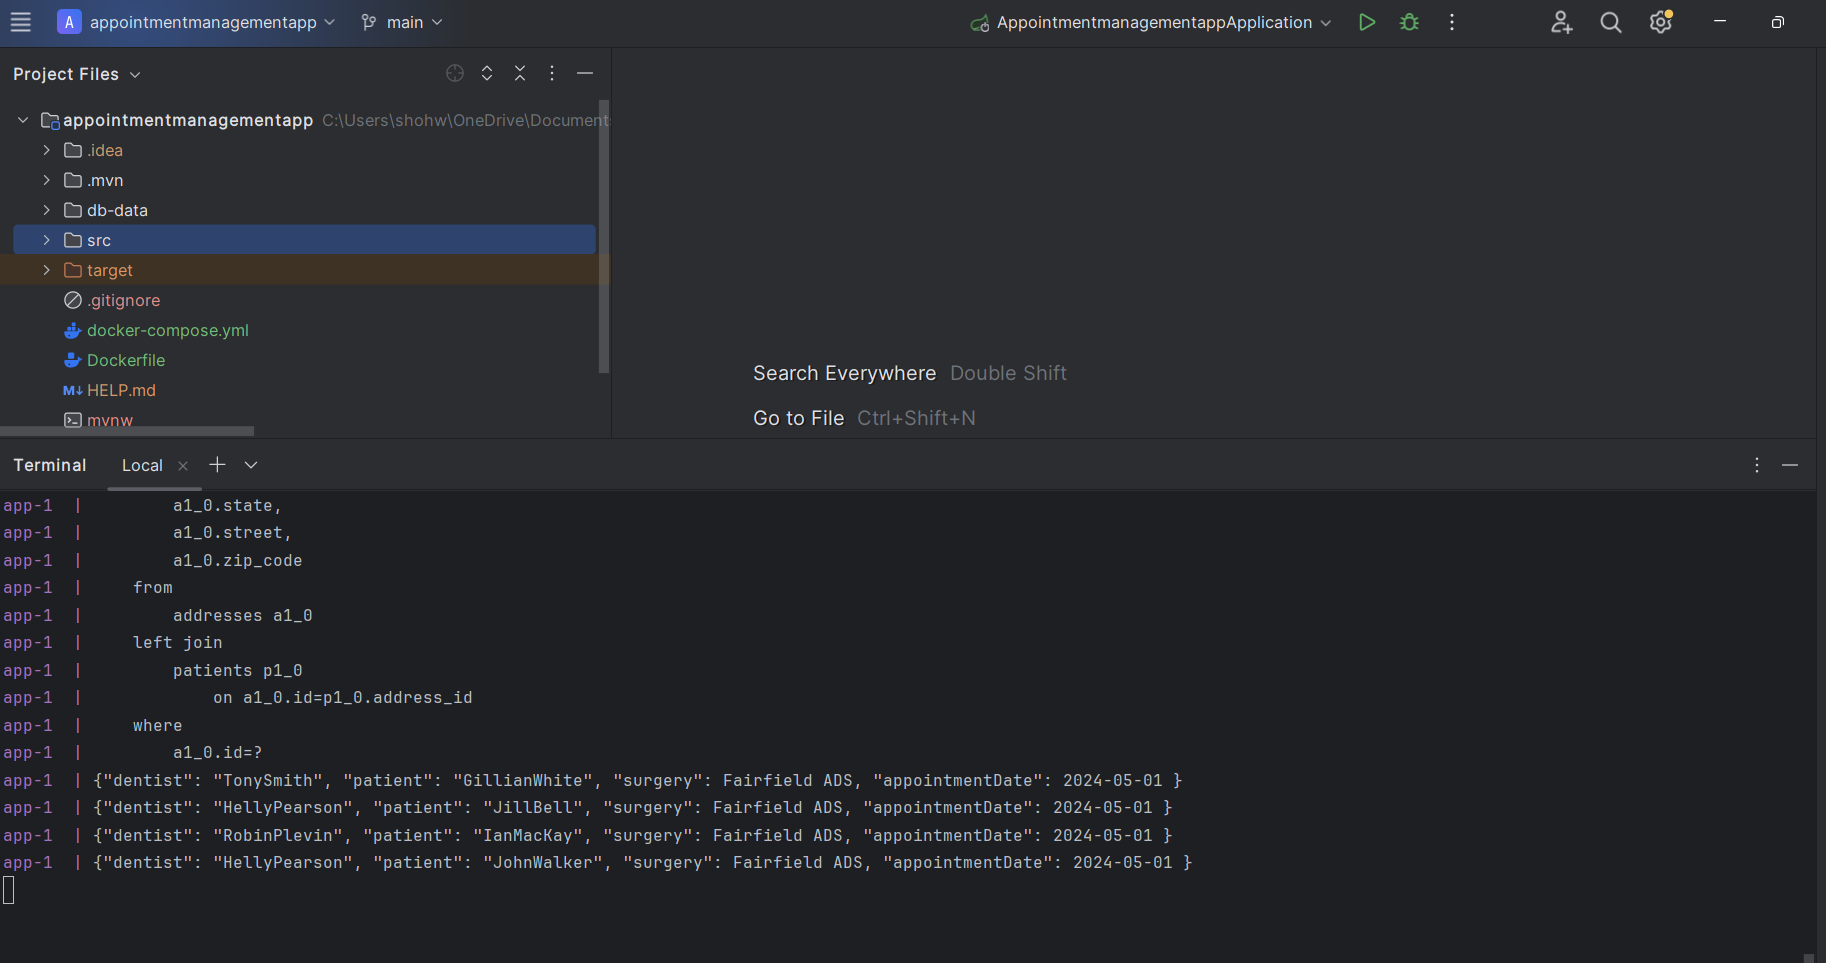 A appointmentmanagementapp main AppointmentmanagementappApplication
Project Files
appointmentmanagementapp C:\Users\shohw\OneDrive\Documents
.idea
.mvn
db-data
src
target
.gitignore
docker-compose.yml
Dockerfile
M↓ HELP.md
mvnw
Search Everywhere Double Shift
Go to File Ctrl+Shift+N
Terminal Local
app-1 | a1_0.state,
app-1 | a1_0.street,
app-1 | a1_0.zip_code
app-1 | from
app-1 | addresses a1_0
app-1 | left join
app-1 | patients p1_0
app-1 | on a1_0.id=p1_0.address_id
app-1 | where
app-1 | a1_0.id=?
app-1 | {"dentist": "TonySmith", "patient": "GillianWhite", "surgery": Fairfield ADS, "appointmentDate": 2024-05-01 }
app-1 | {"dentist": "HellyPearson", "patient": "JillBell", "surgery": Fairfield ADS, "appointmentDate": 2024-05-01 }
app-1 | {"dentist": "RobinPlevin", "patient": "IanMacKay", "surgery": Fairfield ADS, "appointmentDate": 2024-05-01 }
app-1 | {"dentist": "HellyPearson", "patient": "JohnWalker", "surgery": Fairfield ADS, "appointmentDate": 2024-05-01 }